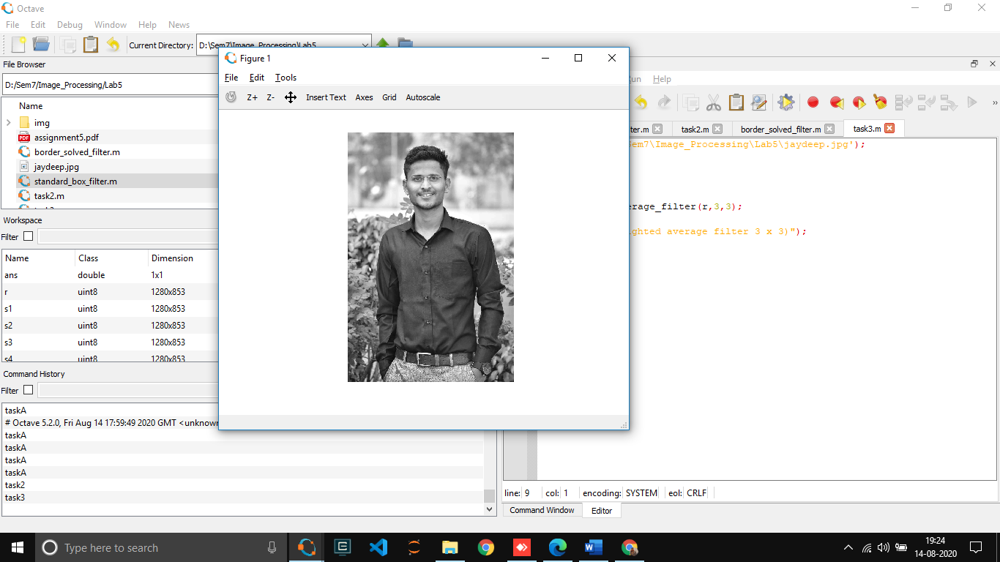 Octave
File Edit Debug Window Help News
Current Directory: D:\Sem7\Image_Processing\Lab5
File Browser
D:/Sem7/Image_Processing/Lab5
Name
img
assignment5.pdf
border_solved_filter.m
jaydeep.jpg
standard_box_filter.m
task2.m
Workspace
Filter
Name Class Dimension
ans double 1x1
r uint8 1280x853
s1 uint8 1280x853
s2 uint8 1280x853
s3 uint8 1280x853
s4 uint8 1280x853
Command History
Filter
taskA
# Octave 5.2.0, Fri Aug 14 17:59:49 2020 GMT <unknown
taskA
taskA
taskA
taskA
task2
task3
Figure 1
File Edit Tools
Z+ Z- Insert Text Axes Grid Autoscale
Run Help
ter.m task2.m border_solved_filter.m task3.m
Sem7\Image_Processing\Lab5\jaydeep.jpg');
erage_filter(r,3,3);
ghted average filter 3 x 3)");
line: 9 col: 1 encoding: SYSTEM eol: CRLF
Command Window Editor
Type here to search
19:24
14-08-2020